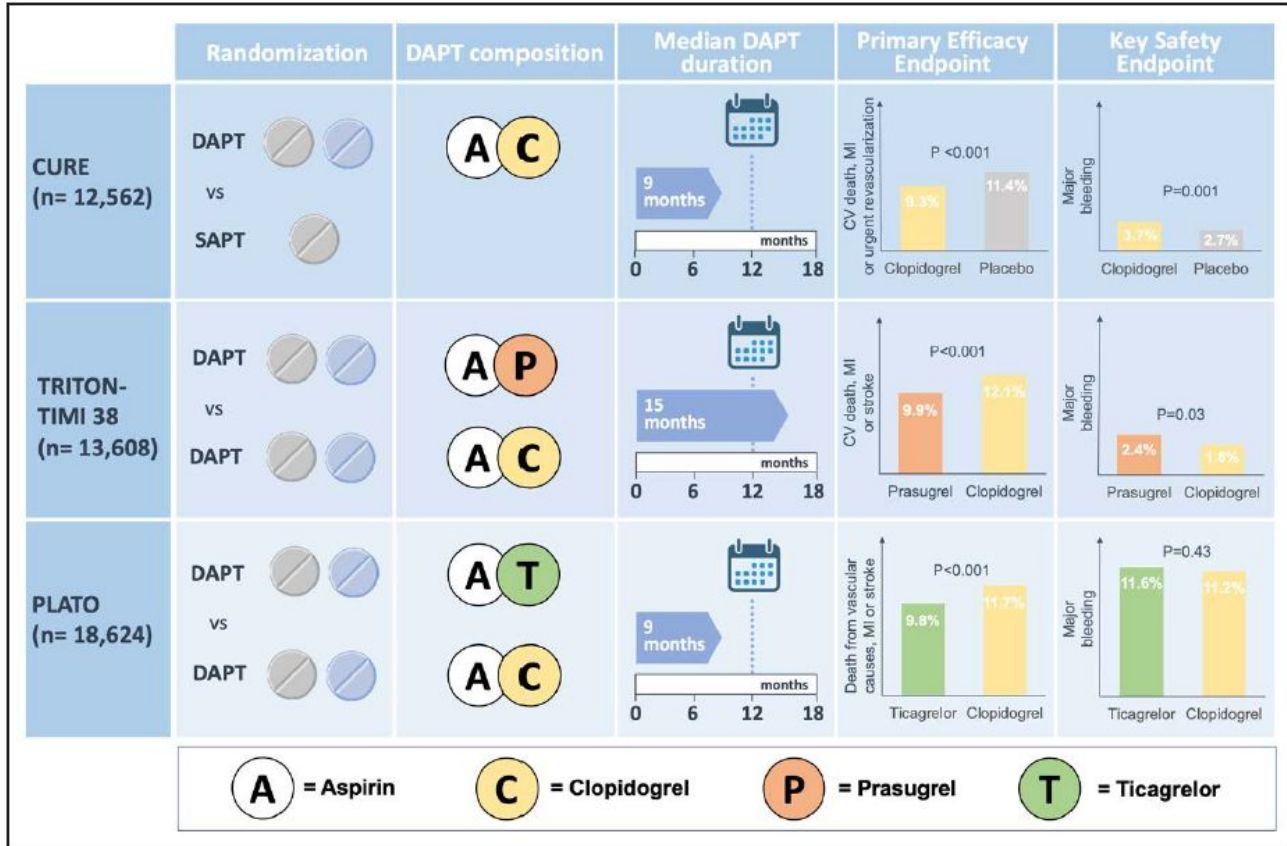 Randomization
DAPT composition
Median DAPT
duration
Primary Efficacy
Endpoint
Key Safety
Endpoint
CURE
(n= 12,562)
DAPT
vs
SAPT
A C
9
months
months
0 6 12 18
CV death, MI
or urgent revascularization
P <0.001
9.3%
11.4%
Clopidogrel Placebo
Major
bleeding
P=0.001
3.7%
2.7%
Clopidogrel Placebo
TRITON-
TIMI 38
(n= 13,608)
DAPT
vs
DAPT
A P
A C
15
months
months
0 6 12 18
CV death, MI
or stroke
P<0.001
9.9%
12.1%
Prasugrel Clopidogrel
Major
bleeding
P=0.03
2.4%
1.8%
Prasugrel Clopidogrel
PLATO
(n= 18,624)
DAPT
vs
DAPT
A T
A C
9
months
months
0 6 12 18
Death from vascular
causes, MI or stroke
P<0.001
9.8%
11.7%
Ticagrelor Clopidogrel
Major
bleeding
P=0.43
11.6%
11.2%
Ticagrelor Clopidogrel
A = Aspirin
C = Clopidogrel
P = Prasugrel
T = Ticagrelor